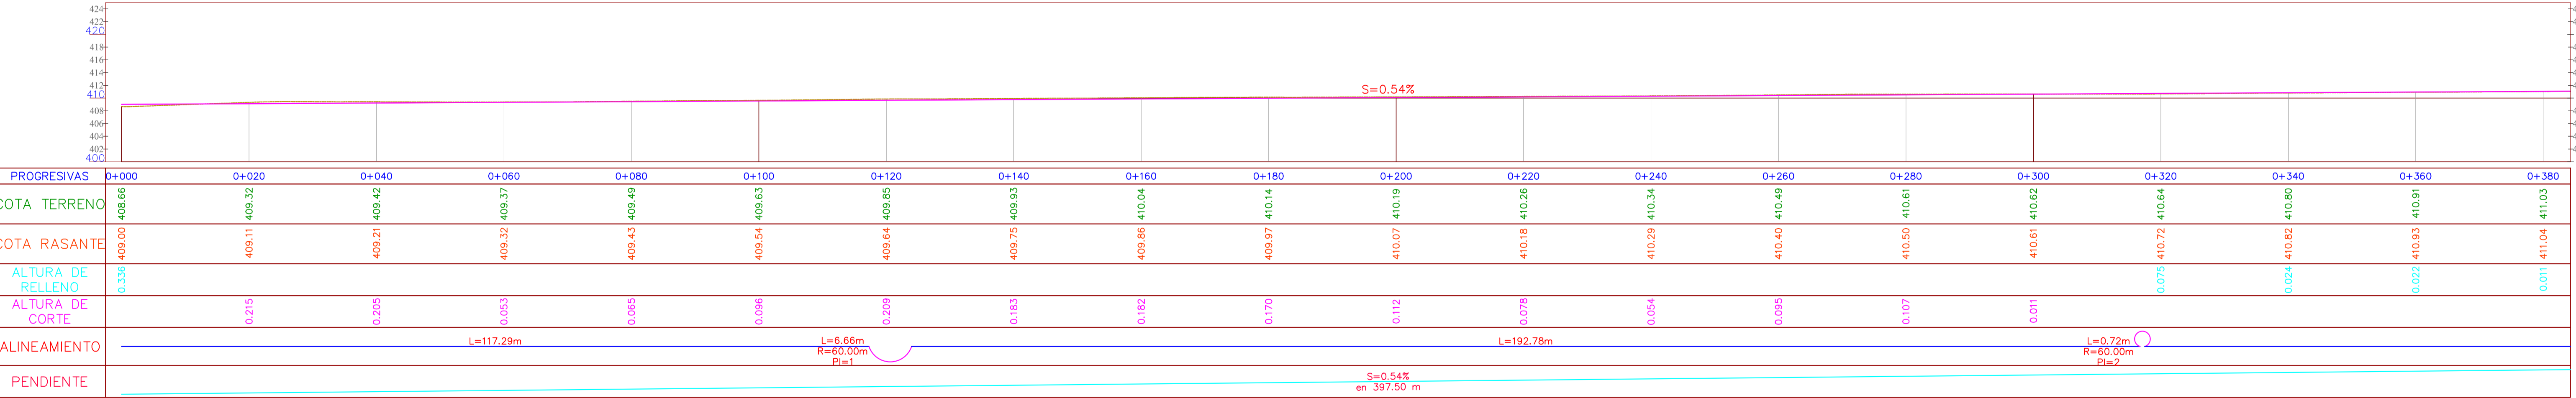 424
422
420
418
416
414
412
410
408
406
404
402
400
S=0.54%
PROGRESIVAS 0+000 0+020 0+040 0+060 0+080 0+100 0+120 0+140 0+160 0+180 0+200 0+220 0+240 0+260 0+280 0+300 0+320 0+340 0+360 0+380
COTA TERRENO 408.66 409.32 409.42 409.37 409.49 409.63 409.85 409.93 410.04 410.14 410.19 410.26 410.34 410.49 410.61 410.62 410.64 410.80 410.91 411.03
COTA RASANTE 409.00 409.11 409.21 409.32 409.43 409.54 409.64 409.75 409.86 409.97 410.07 410.18 410.29 410.40 410.50 410.61 410.72 410.82 410.93 411.04
ALTURA DE
RELLENO 0.336 0.075 0.024 0.022 0.011
ALTURA DE
CORTE 0.215 0.205 0.053 0.065 0.096 0.209 0.183 0.182 0.170 0.112 0.078 0.054 0.095 0.107 0.011
ALINEAMIENTO L=117.29m
L=6.66m
R=60.00m
PI=1
L=192.78m
L=0.72m
R=60.00m
PI=2
PENDIENTE
S=0.54%
en 397.50 m